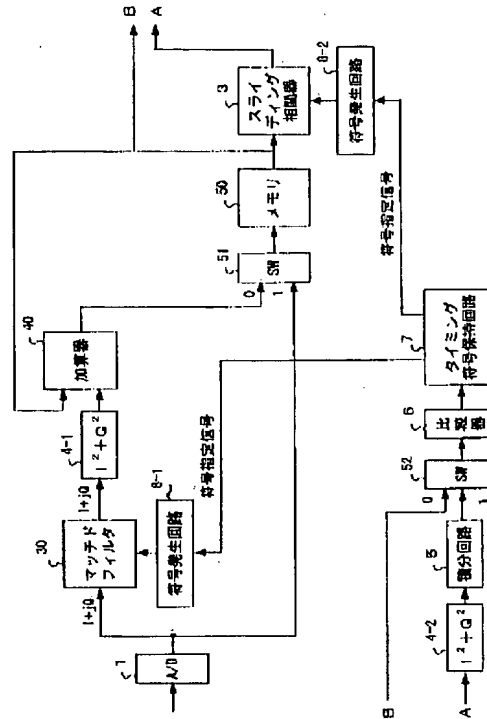 B
A
3
スライ
ディング
相関器
8-2
符号発生回路
50
メモリ
51
SW
0
1
符号指定信号
40
加算器
4-1
I²+Q²
I+jQ
30
マッチド
フィルタ
I+jQ
8-1
符号発生回路
符号指定信号
1
A/D
7
タイミング
符号保持回路
6
比較器
52
SW
0
1
5
積分回路
4-2
I²+Q²
B
A